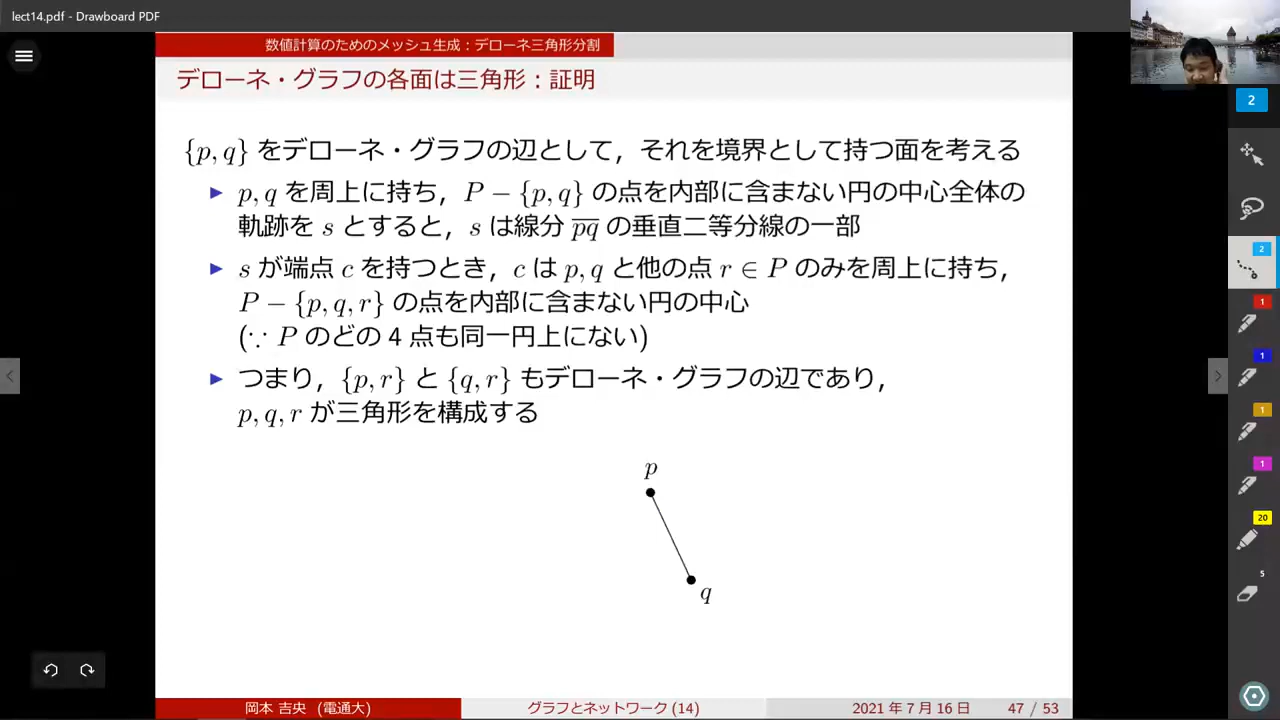 lect14.pdf - Drawboard PDF
数値計算のためのメッシュ生成：デローネ三角形分割
デローネ・グラフの各面は三角形：証明
{p, q} をデローネ・グラフの辺として，それを境界として持つ面を考える
▶ p, q を周上に持ち，P − {p, q} の点を内部に含まない円の中心全体の
軌跡を s とすると，s は線分 p̅q̅ の垂直二等分線の一部
▶ s が端点 c を持つとき，c は p, q と他の点 r ∈ P のみを周上に持ち，
P − {p, q, r} の点を内部に含まない円の中心
(∵ P のどの 4 点も同一円上にない)
▶ つまり，{p, r} と {q, r} もデローネ・グラフの辺であり，
p, q, r が三角形を構成する
p
q
岡本 吉央 (電通大)
グラフとネットワーク (14)
2021 年 7 月 16 日
47 / 53
2
2
1
1
1
1
20
5